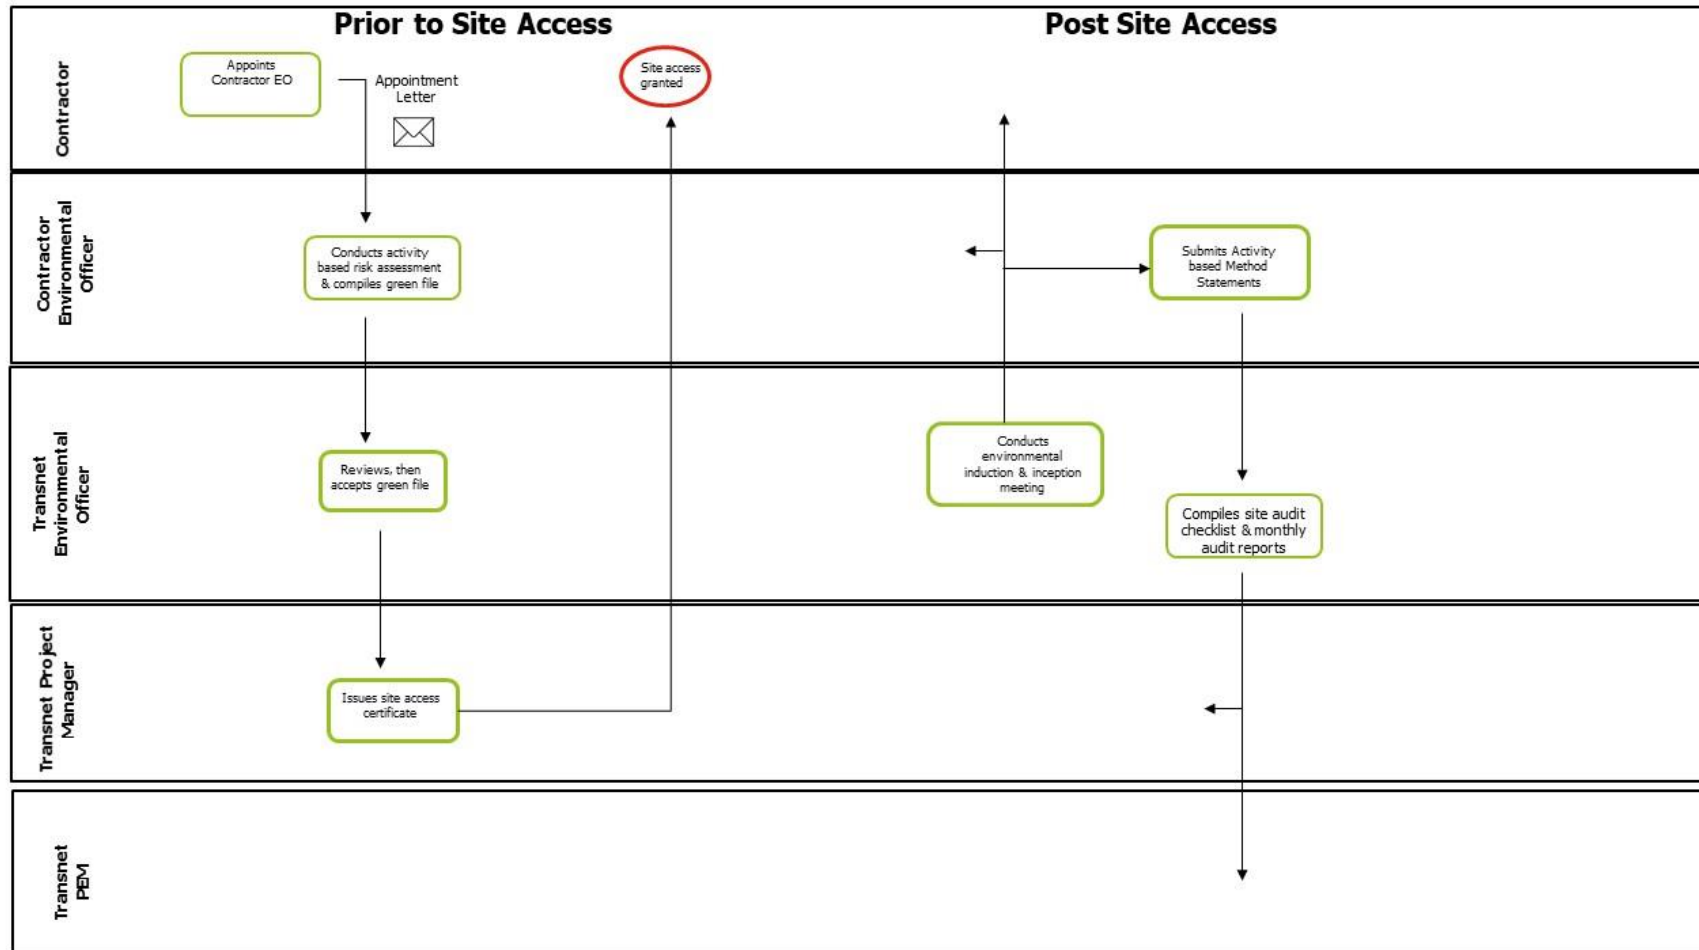 Prior to Site Access
Post Site Access
Contractor
Appoints
Contractor EO
Appointment
Letter
Site access
granted
Contractor
Environmental
Officer
Conducts activity
based risk assessment
& compiles green file
Submits Activity
based Method
Statements
Transnet
Environmental
Officer
Reviews, then
accepts green file
Conducts
environmental
induction & inception
meeting
Compiles site audit
checklist & monthly
audit reports
Transnet Project
Manager
Issues site access
certificate
Transnet
PEM